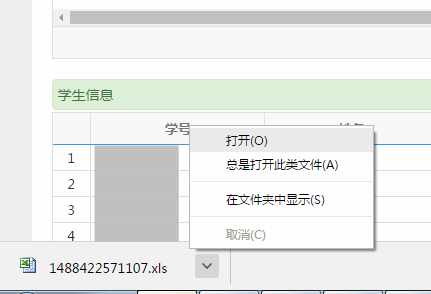 学生信息
学号
打开(O)
总是打开此类文件(A)
在文件夹中显示(S)
取消(C)
1
2
3
4
1488422571107.xls